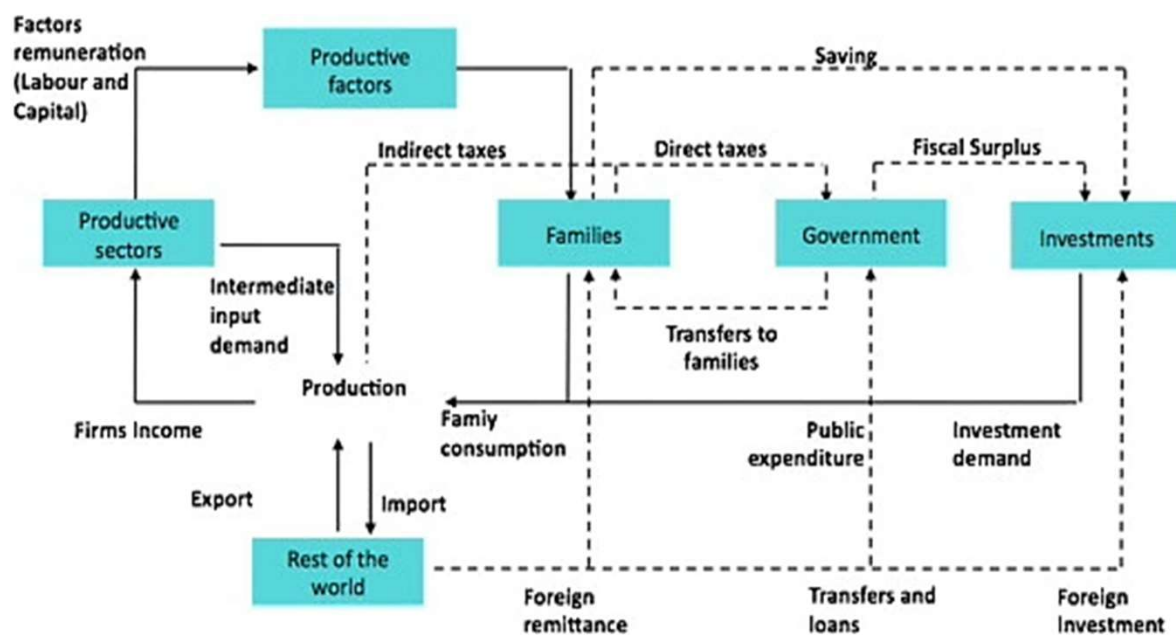 Factors
remuneration
(Labour and
Capital)
Productive
factors
Saving
Indirect taxes
Direct taxes
Fiscal Surplus
Productive
sectors
Families
Government
Investments
Intermediate
input
demand
Transfers to
families
Production
Firms Income
Famiy
consumption
Public
expenditure
Investment
demand
Export
Import
Rest of the
world
Foreign
remittance
Transfers and
loans
Foreign
Investment